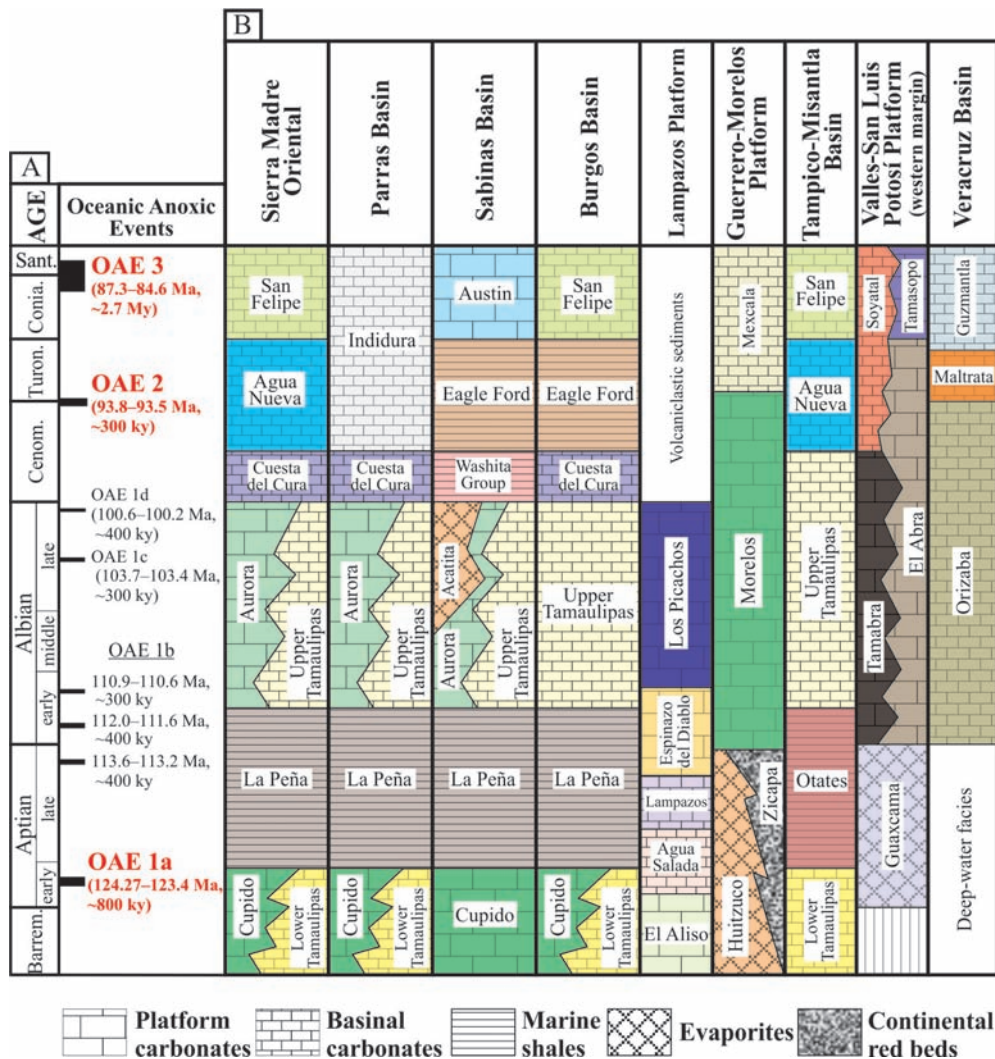 B
Sierra Madre
Oriental
Parras Basin
Sabinas Basin
Burgos Basin
Lampazos Platform
Guerrero-Morelos
Platform
Tampico-Misantla
Basin
Valles-San Luis
Potosí Platform
(western margin)
Veracruz Basin
A
AGE
Oceanic Anoxic
Events
Sant.
Conia.
Turon.
Cenom.
Albian
late
middle
early
Aptian
late
early
Barrem.
OAE 3
(87.3–84.6 Ma,
~2.7 My)
OAE 2
(93.8–93.5 Ma,
~300 ky)
OAE 1d
(100.6–100.2 Ma,
~400 ky)
OAE 1c
(103.7–103.4 Ma,
~300 ky)
OAE 1b
110.9–110.6 Ma,
~300 ky
112.0–111.6 Ma,
~400 ky
113.6–113.2 Ma,
~400 ky
OAE 1a
(124.27–123.4 Ma,
~800 ky)
San
Felipe
Agua
Nueva
Cuesta
del Cura
Aurora
Upper
Tamaulipas
La Peña
Cupido
Lower
Tamaulipas
Indidura
Cuesta
del Cura
Aurora
Upper
Tamaulipas
La Peña
Cupido
Lower
Tamaulipas
Austin
Eagle Ford
Washita
Group
Acatita
Aurora
Upper
Tamaulipas
La Peña
Cupido
San
Felipe
Eagle Ford
Cuesta
del Cura
Upper
Tamaulipas
La Peña
Cupido
Lower
Tamaulipas
Volcaniclastic sediments
Los Picachos
Espinazo
del Diablo
Lampazos
Agua
Salada
El Aliso
Mexcala
Morelos
Huitzuco
Zicapa
San
Felipe
Agua
Nueva
Upper
Tamaulipas
Otates
Lower
Tamaulipas
Soyatal
Tamasopo
El Abra
Tamabra
Guaxcama
Guzmantla
Maltrata
Orizaba
Deep-water facies
Platform
carbonates
Basinal
carbonates
Marine
shales
Evaporites
Continental
red beds